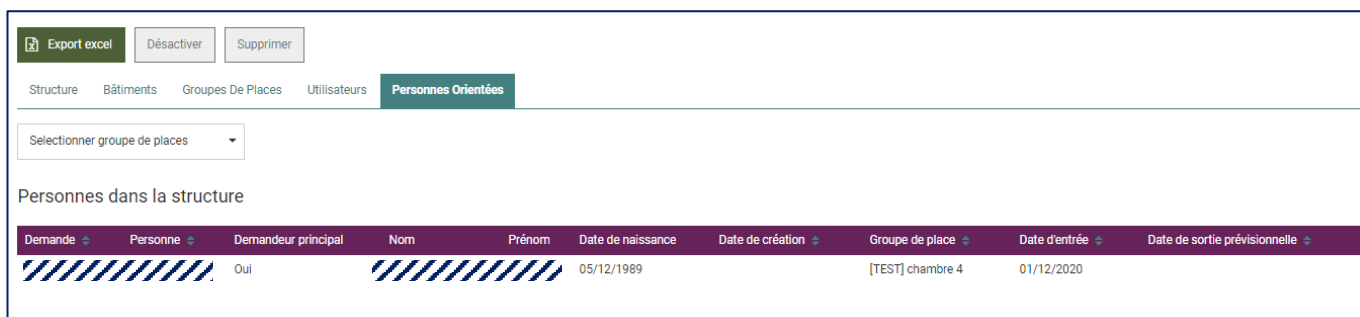 Export excel Désactiver Supprimer
Structure Bâtiments Groupes De Places Utilisateurs Personnes Orientées
Selectionner groupe de places
Personnes dans la structure
Demande Personne Demandeur principal Nom Prénom Date de naissance Date de création Groupe de place Date d'entrée Date de sortie prévisionnelle
Oui 05/12/1989 [TEST] chambre 4 01/12/2020